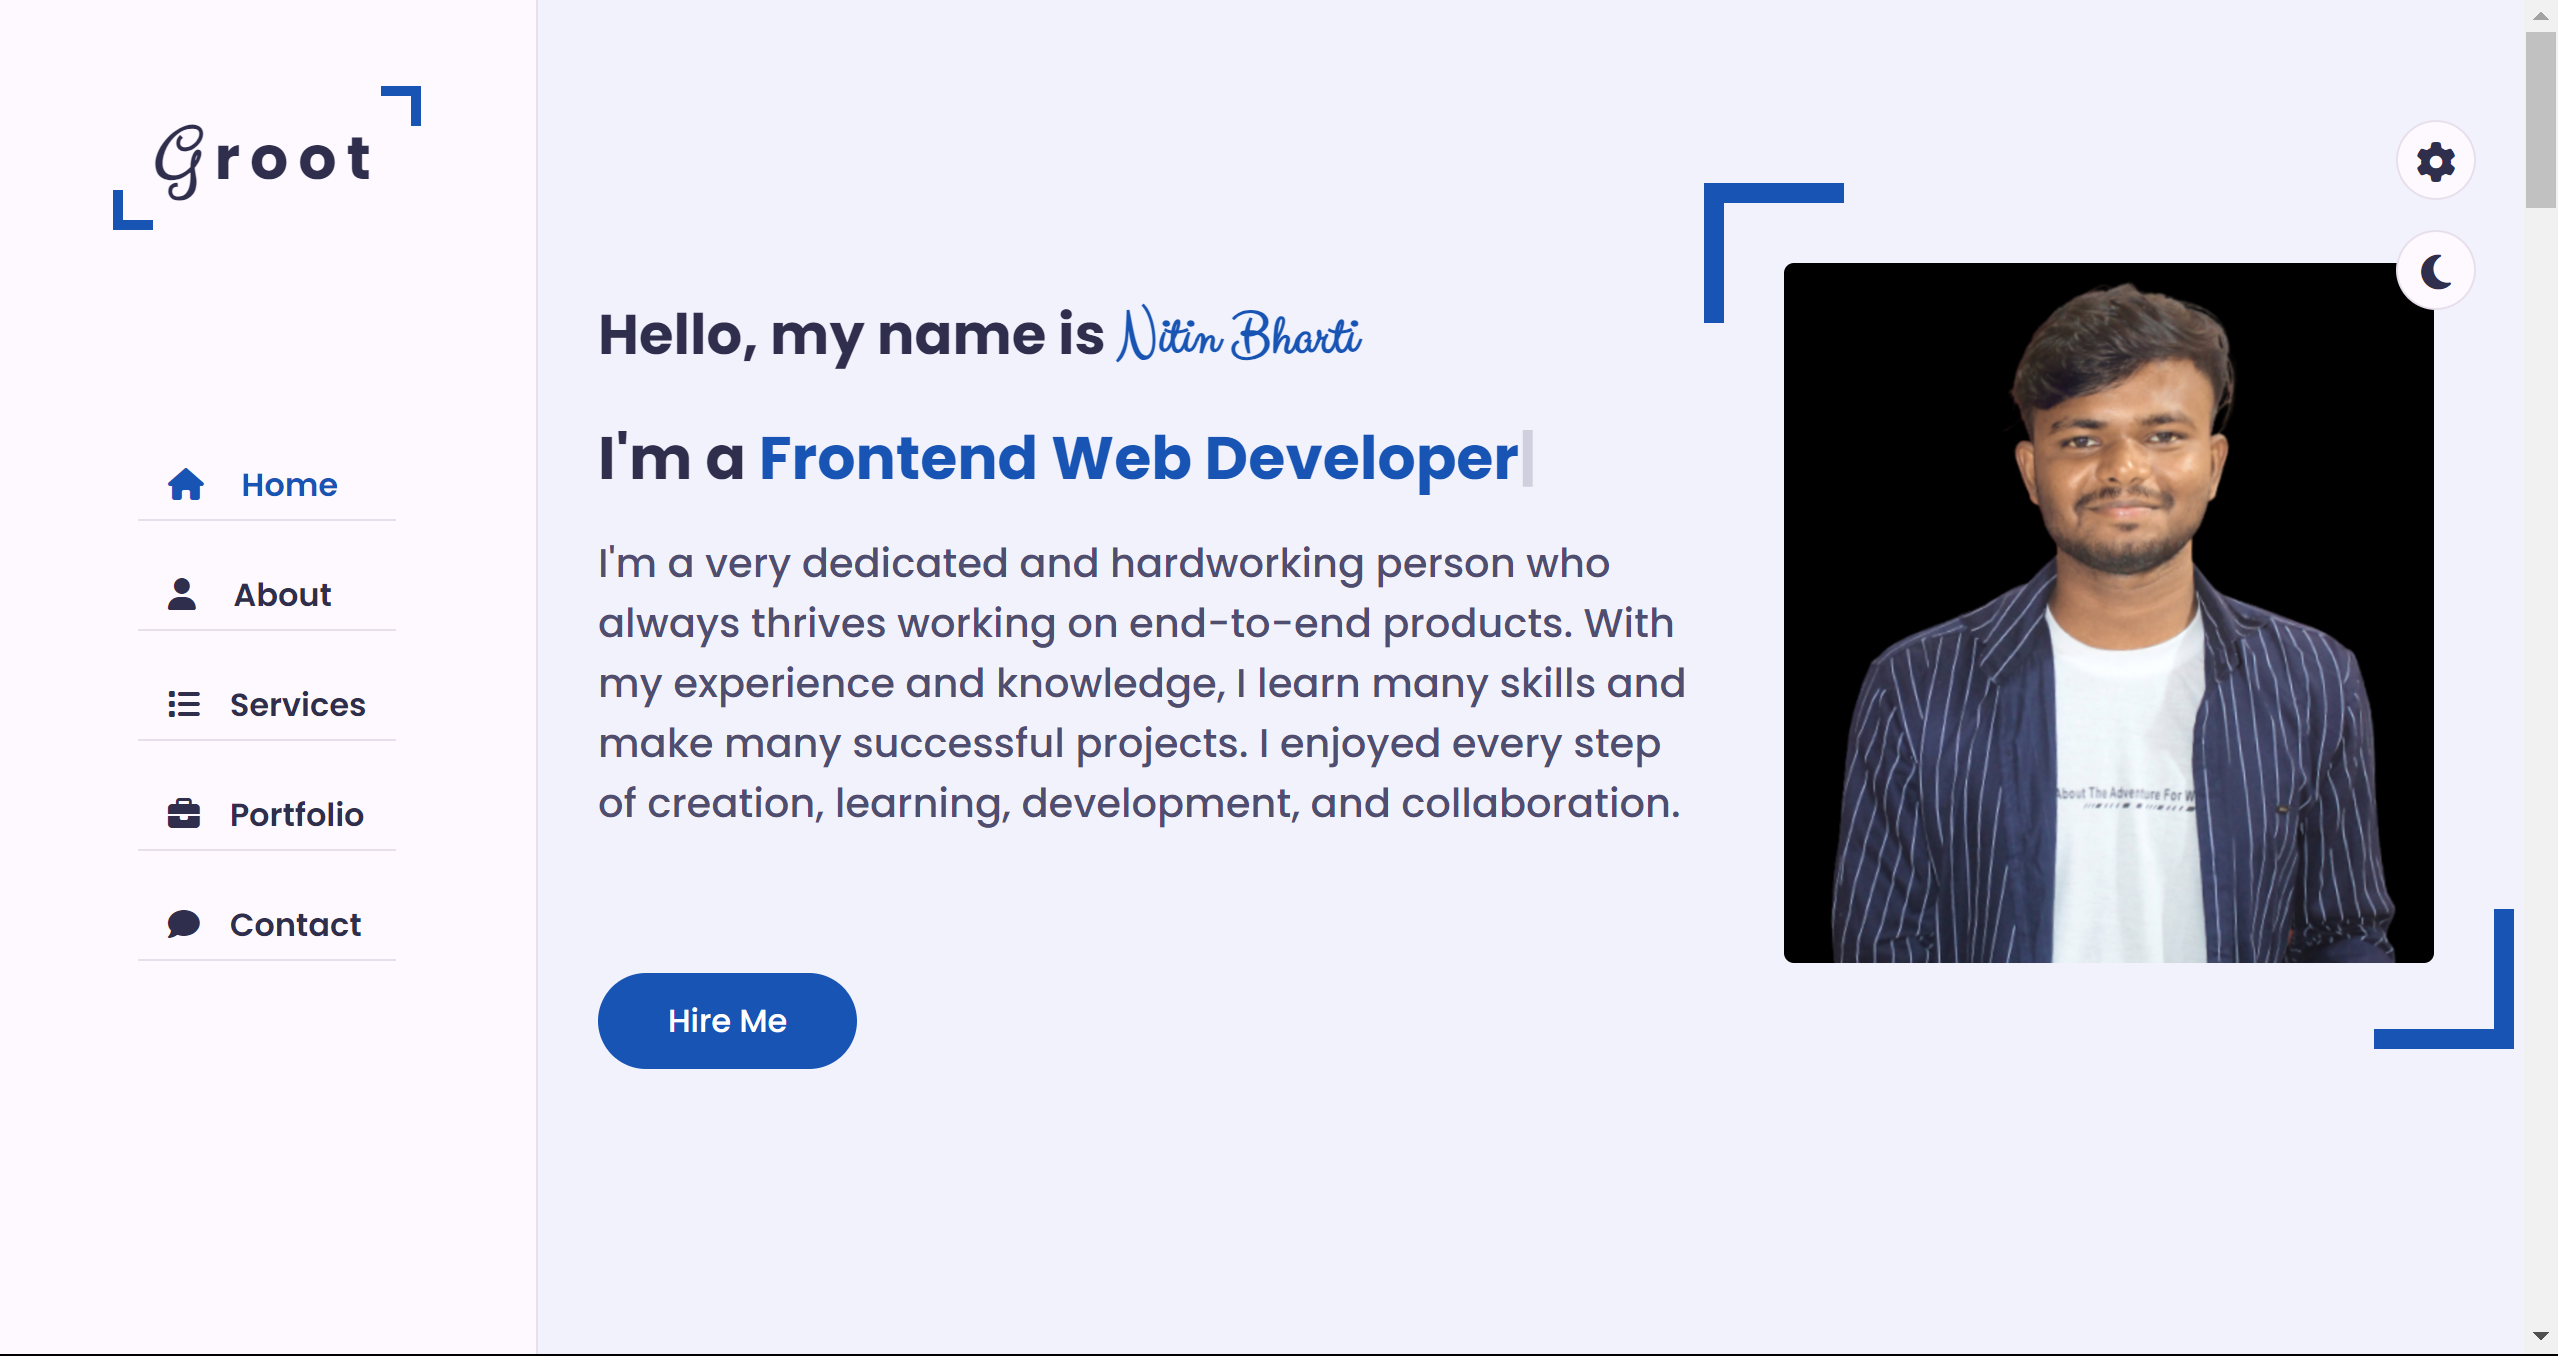 Groot
Home
About
Services
Portfolio
Contact
Hello, my name is Nitin Bharti
I'm a Frontend Web Developer
I'm a very dedicated and hardworking person who
always thrives working on end-to-end products. With
my experience and knowledge, I learn many skills and
make many successful projects. I enjoyed every step
of creation, learning, development, and collaboration.
Hire Me
About The Adventure For W